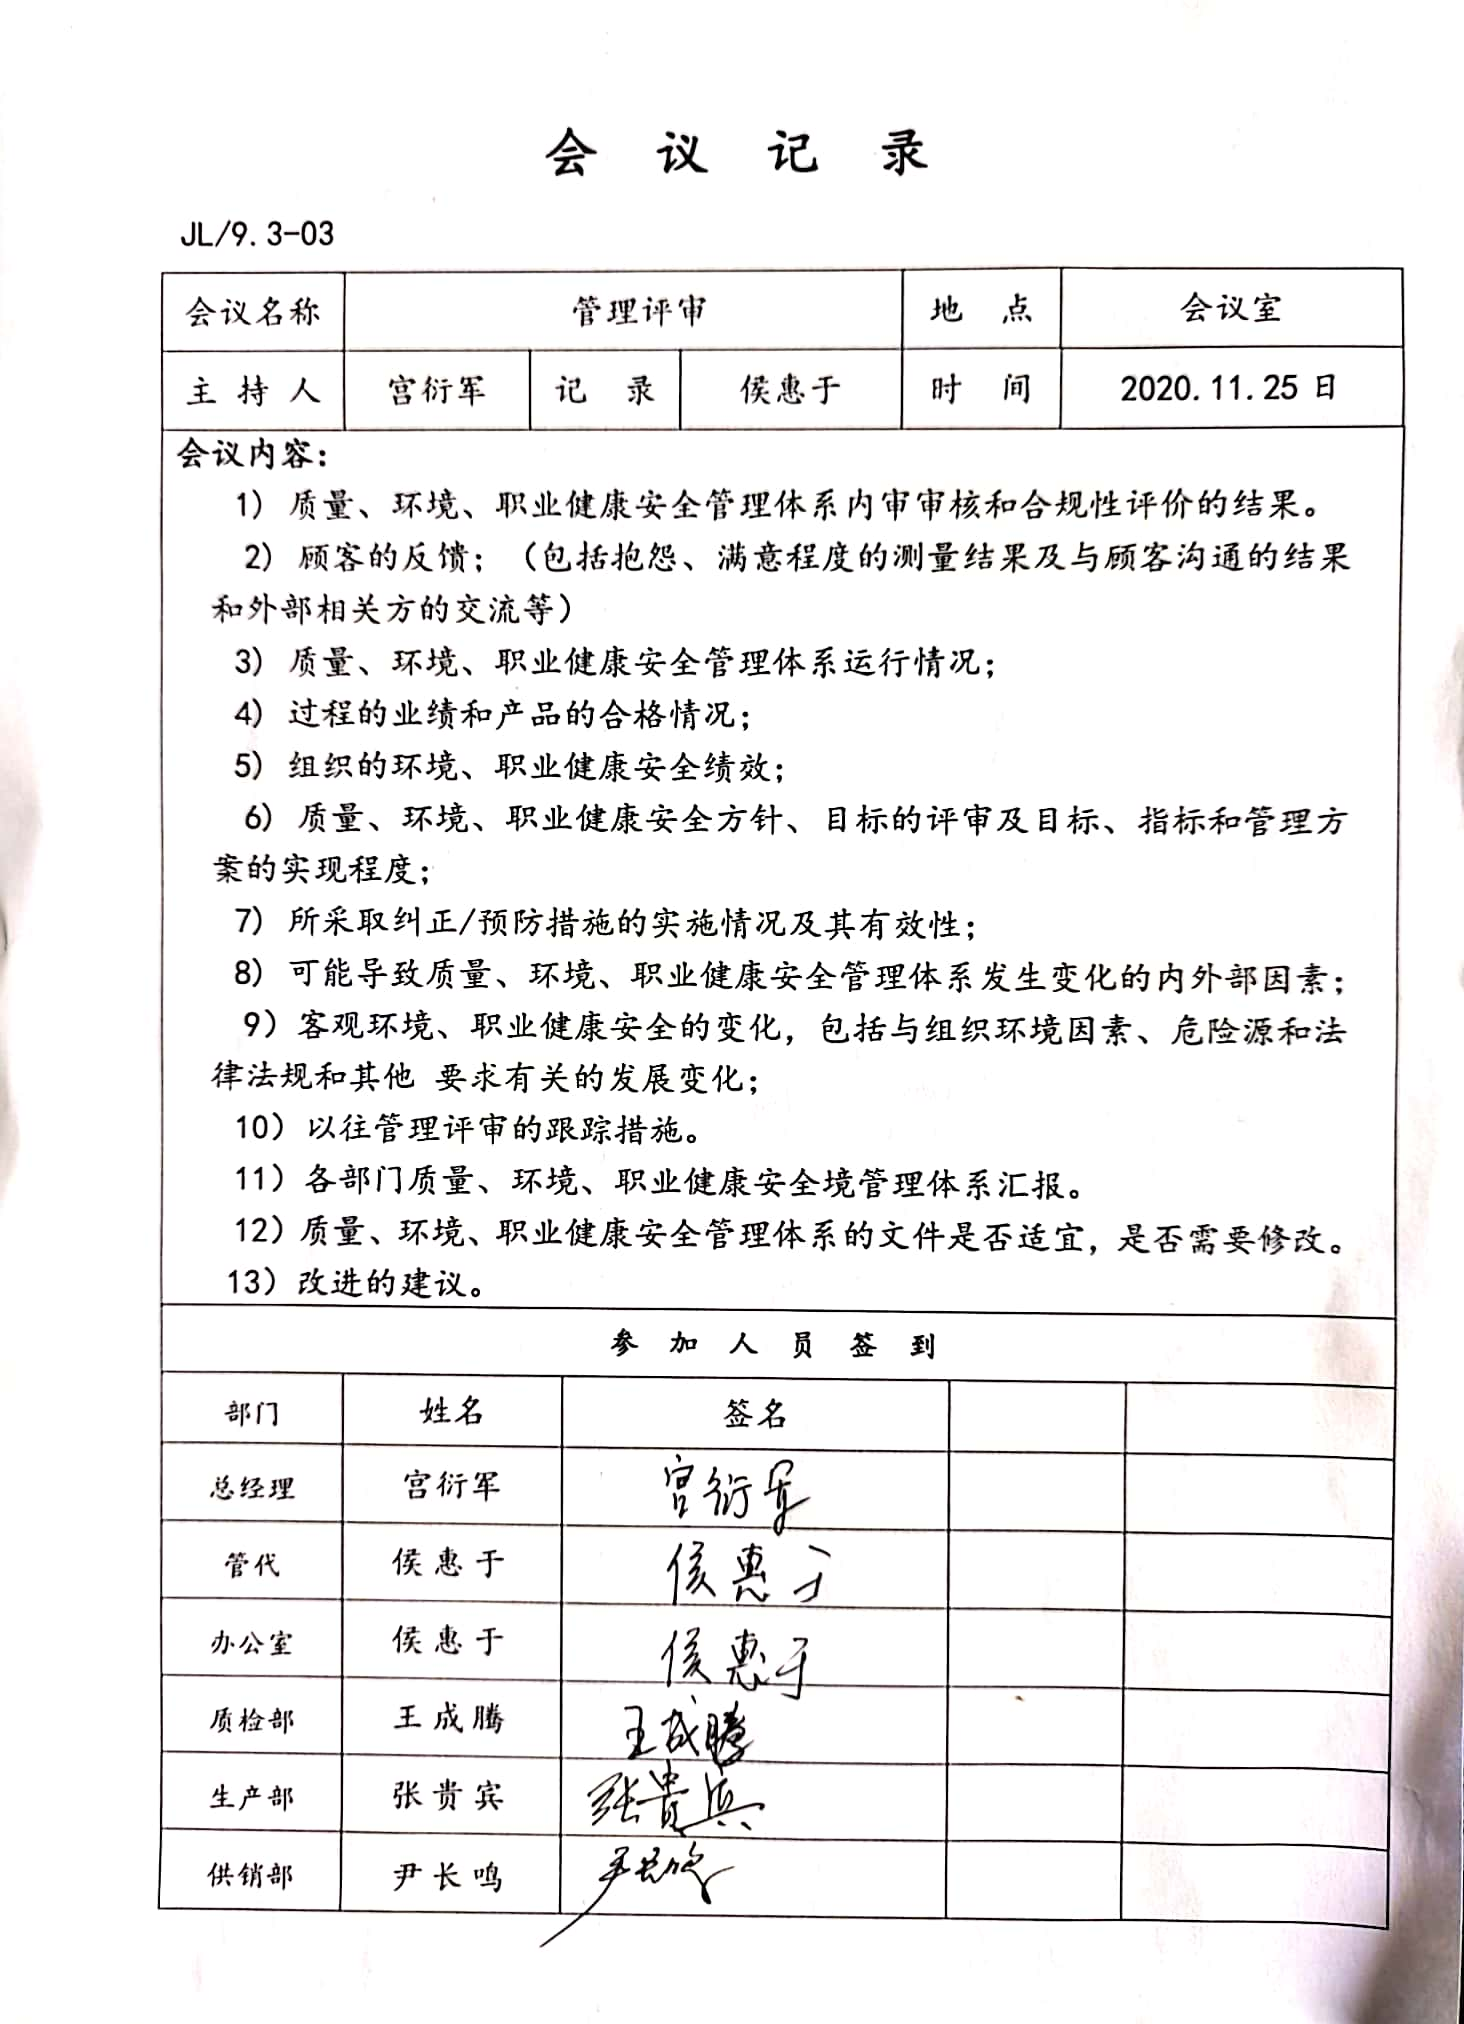 会 议 记 录
JL/9.3-03
会议名称 管理评审 地 点 会议室
主 持 人 宫衍军 记 录 侯惠于 时 间 2020.11.25日
会议内容：
1) 质量、环境、职业健康安全管理体系内审审核和合规性评价的结果。
2) 顾客的反馈；（包括抱怨、满意程度的测量结果及与顾客沟通的结果
和外部相关方的交流等）
3) 质量、环境、职业健康安全管理体系运行情况；
4) 过程的业绩和产品的合格情况；
5) 组织的环境、职业健康安全绩效；
6) 质量、环境、职业健康安全方针、目标的评审及目标、指标和管理方
案的实现程度；
7) 所采取纠正/预防措施的实施情况及其有效性；
8) 可能导致质量、环境、职业健康安全管理体系发生变化的内外部因素；
9）客观环境、职业健康安全的变化，包括与组织环境因素、危险源和法
律法规和其他 要求有关的发展变化；
10）以往管理评审的跟踪措施。
11）各部门质量、环境、职业健康安全境管理体系汇报。
12）质量、环境、职业健康安全管理体系的文件是否适宜，是否需要修改。
13）改进的建议。
参 加 人 员 签 到
部门 姓名 签名
总经理 宫衍军 宫衍军
管代 侯惠于 侯惠于
办公室 侯惠于 侯惠于
质检部 王成腾 王成腾
生产部 张贵宾 张贵宾
供销部 尹长鸣 尹长鸣